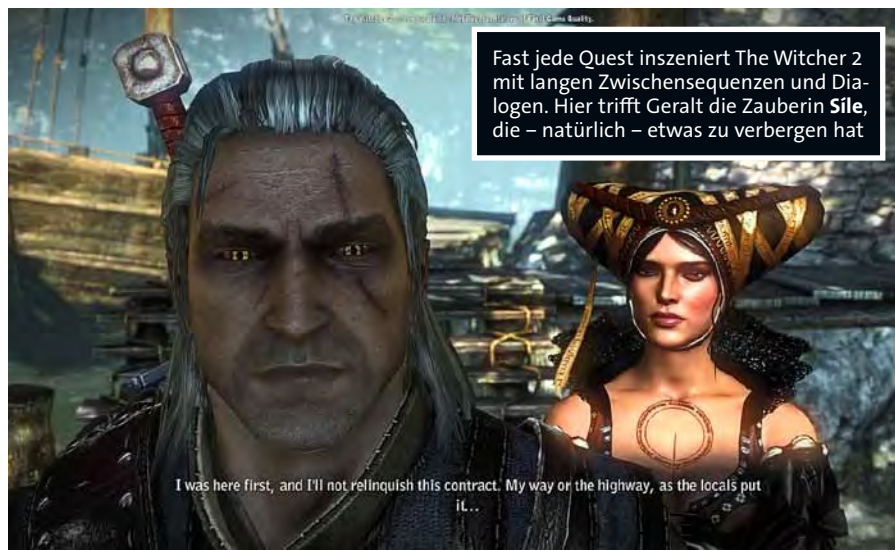 Fast jede Quest inszeniert The Witcher 2
mit langen Zwischensequenzen und Dia-
logen. Hier trifft Geralt die Zauberin Síle,
die – natürlich – etwas zu verbergen hat
I was here first, and I'll not relinquish this contract. My way or the highway, as the locals put
it...